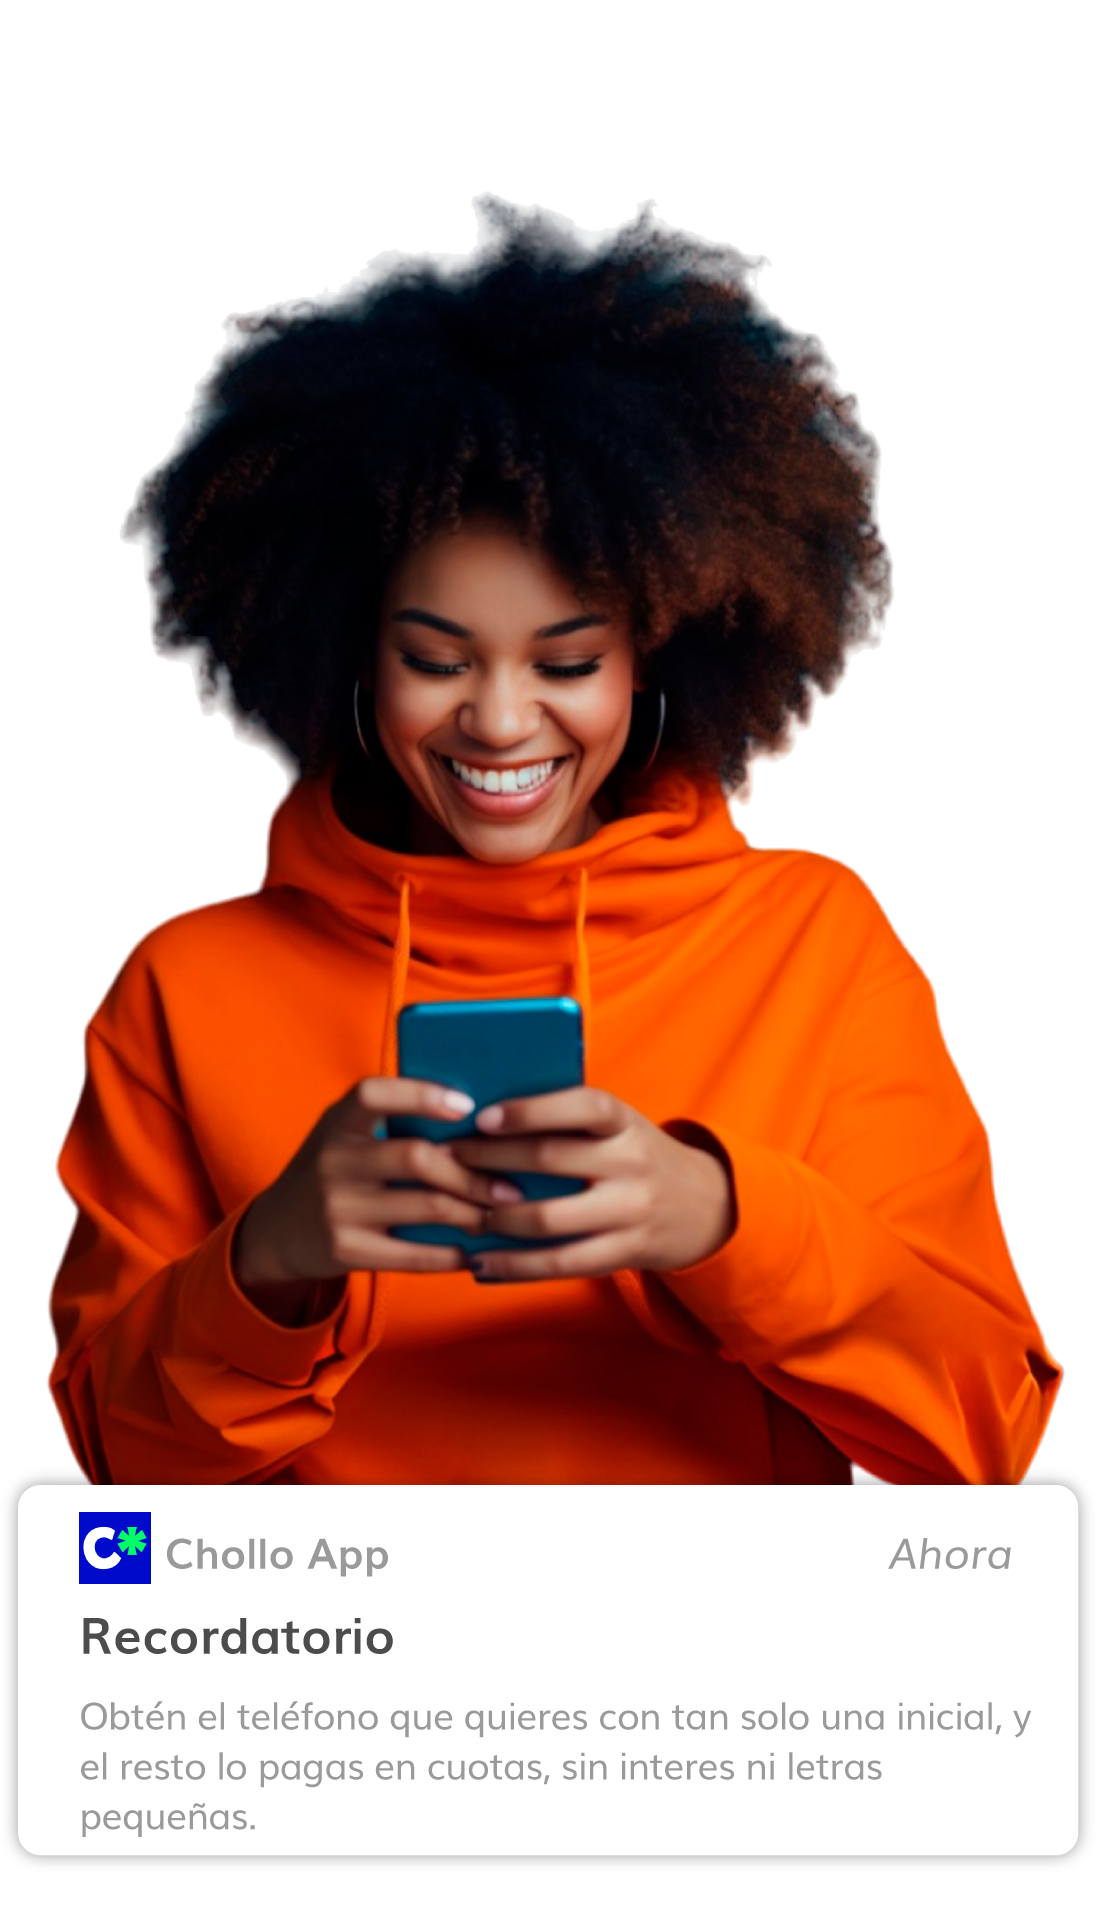 C* Chollo App Ahora
Recordatorio
Obtén el teléfono que quieres con tan solo una inicial, y
el resto lo pagas en cuotas, sin interes ni letras
pequeñas.